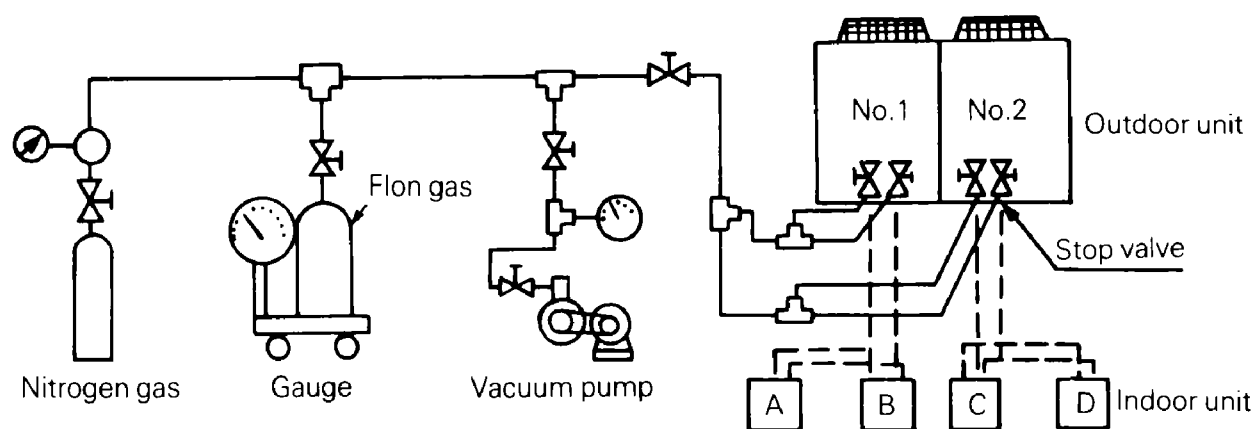 No.1
No.2
Outdoor unit
Flon gas
Stop valve
Nitrogen gas
Gauge
Vacuum pump
A
B
C
D
Indoor unit